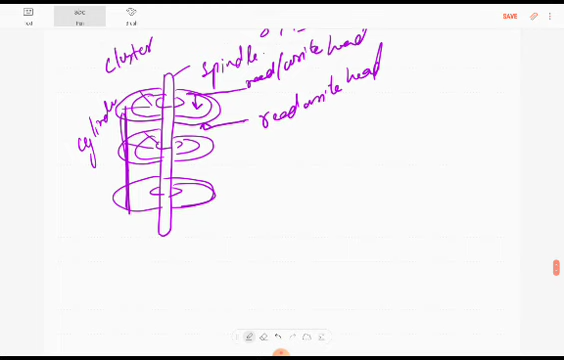 SAVE
cluster
spindle.
read/write head
read write head
cylinder